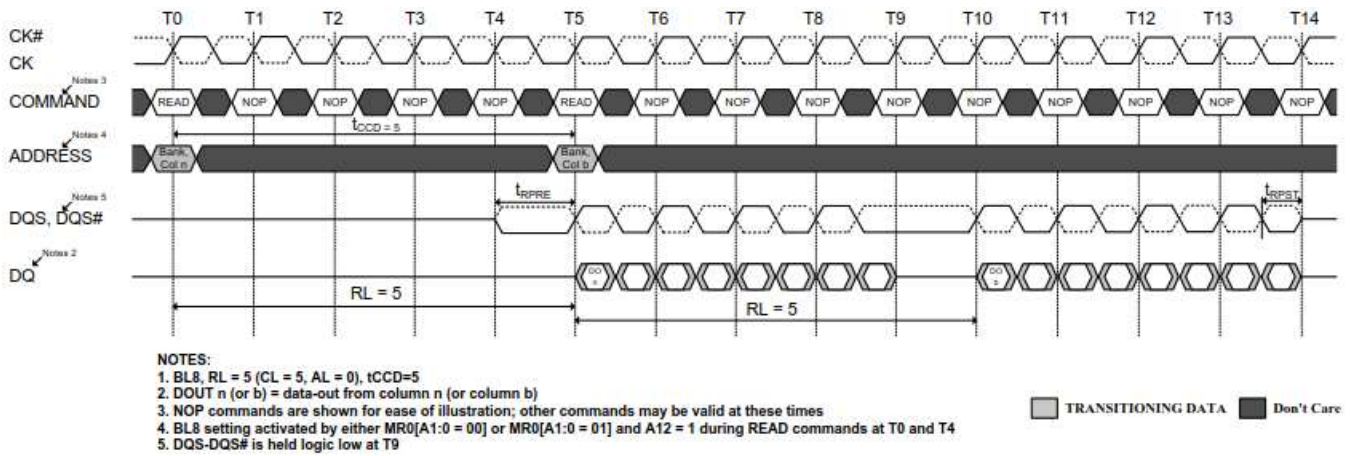 T0 T1 T2 T3 T4 T5 T6 T7 T8 T9 T10 T11 T12 T13 T14
CK#
CK
Notes 3
COMMAND
READ NOP NOP NOP NOP READ NOP NOP NOP NOP NOP NOP NOP NOP NOP
tCCD = 5
Notes 4
ADDRESS
Bank, Col n
Bank, Col b
tRPRE
tRPST
Notes 5
DQS, DQS#
Notes 2
DQ
DO
DO
RL = 5
RL = 5
NOTES:
1. BL8, RL = 5 (CL = 5, AL = 0), tCCD=5
2. DOUT n (or b) = data-out from column n (or column b)
3. NOP commands are shown for ease of illustration; other commands may be valid at these times
4. BL8 setting activated by either MR0[A1:0 = 00] or MR0[A1:0 = 01] and A12 = 1 during READ commands at T0 and T4
5. DQS-DQS# is held logic low at T9
TRANSITIONING DATA
Don't Care